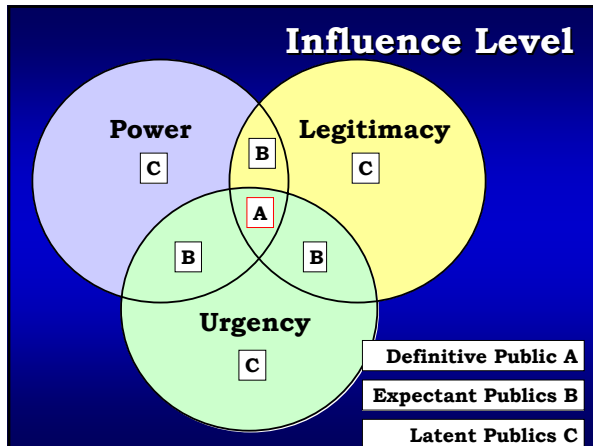 Influence Level
Power
Legitimacy
B
C
C
A
B
B
Urgency
C
Definitive Public A
Expectant Publics B
Latent Publics C